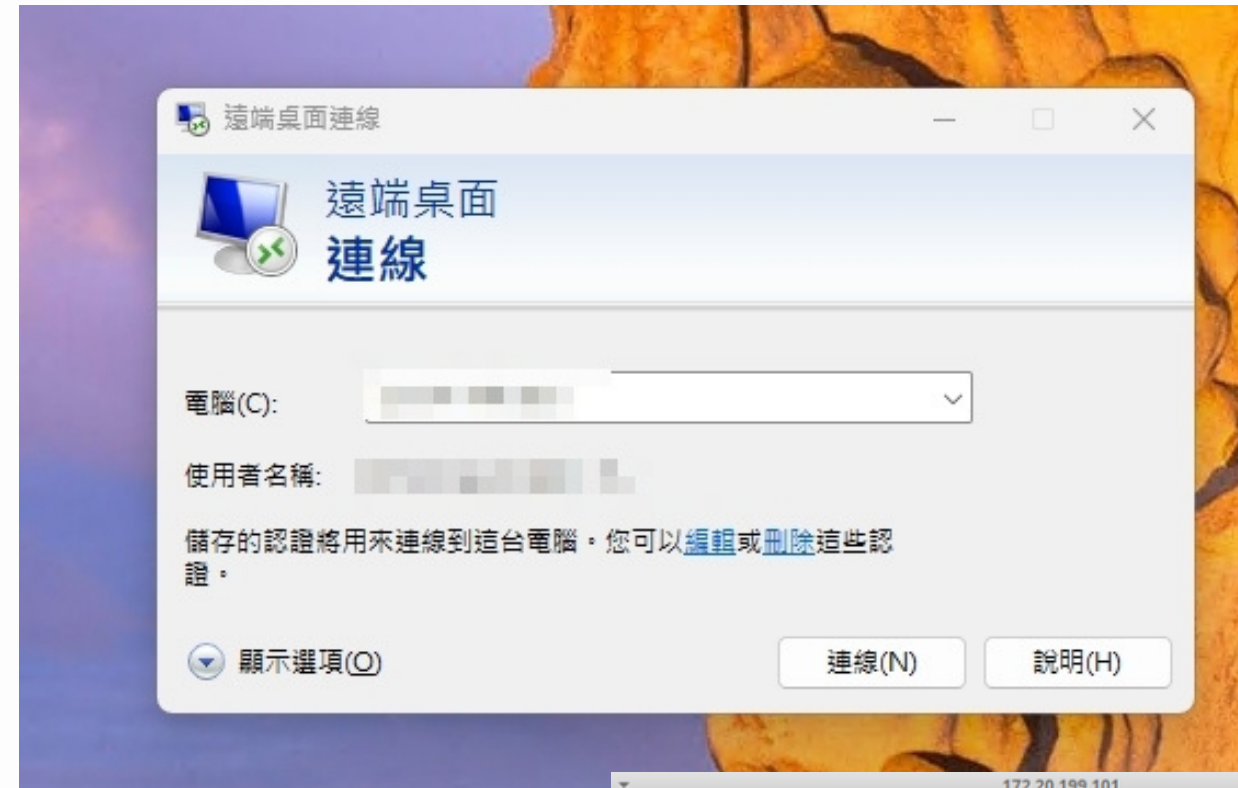 遠端桌面連線
遠端桌面
連線
電腦(C):
使用者名稱:
儲存的認證將用來連線到這台電腦。您可以編輯或刪除這些認
證。
顯示選項(O)
連線(N)
說明(H)
172.20.199.101